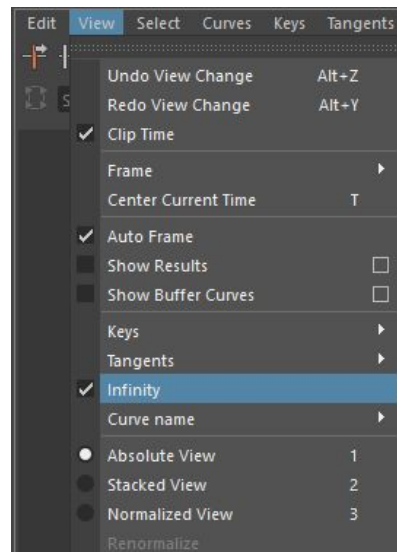 Edit View Select Curves Keys Tangents
S
Undo View Change Alt+Z
Redo View Change Alt+Y
Clip Time
Frame
Center Current Time T
Auto Frame
Show Results
Show Buffer Curves
Keys
Tangents
Infinity
Curve name
Absolute View 1
Stacked View 2
Normalized View 3
Renormalize